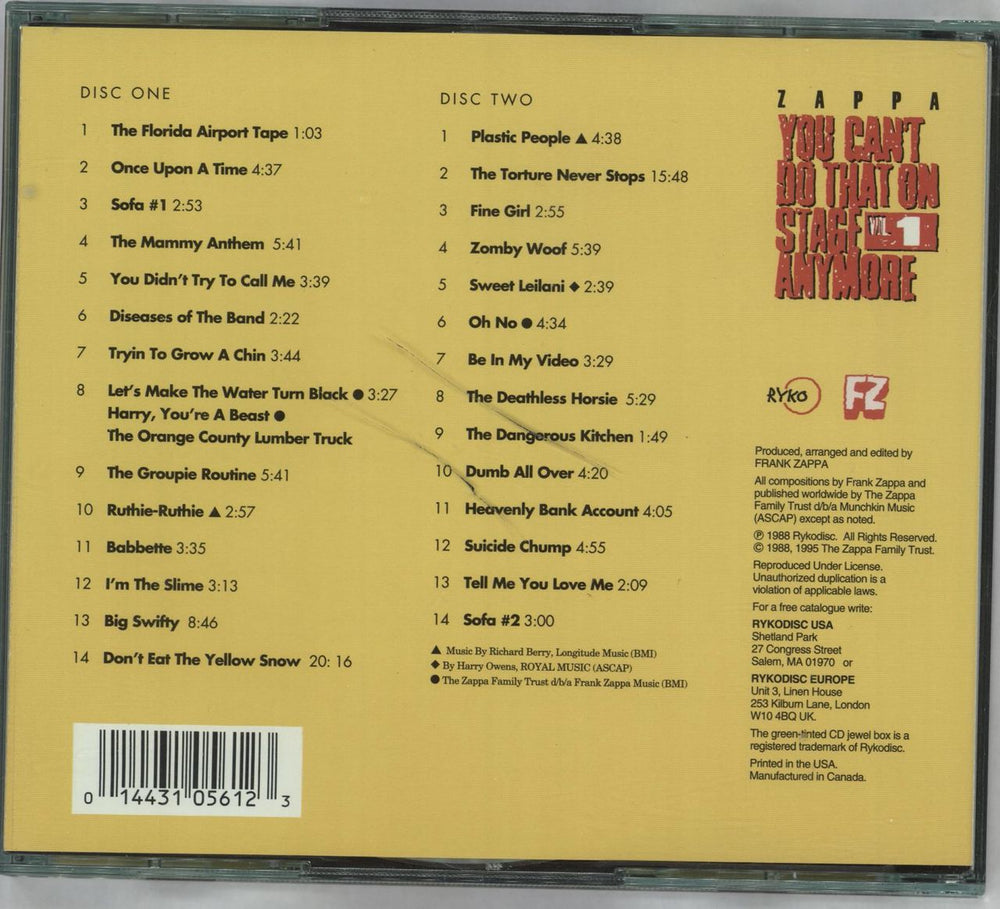 DISC ONE
1 The Florida Airport Tape 1:03
2 Once Upon A Time 4:37
3 Sofa #1 2:53
4 The Mammy Anthem 5:41
5 You Didn't Try To Call Me 3:39
6 Diseases of The Band 2:22
7 Tryin To Grow A Chin 3:44
8 Let's Make The Water Turn Black ● 3:27
Harry, You're A Beast ●
The Orange County Lumber Truck
9 The Groupie Routine 5:41
10 Ruthie-Ruthie ▲ 2:57
11 Babbette 3:35
12 I'm The Slime 3:13
13 Big Swifty 8:46
14 Don't Eat The Yellow Snow 20: 16
DISC TWO
1 Plastic People ▲ 4:38
2 The Torture Never Stops 15:48
3 Fine Girl 2:55
4 Zomby Woof 5:39
5 Sweet Leilani ◆ 2:39
6 Oh No ● 4:34
7 Be In My Video 3:29
8 The Deathless Horsie 5:29
9 The Dangerous Kitchen 1:49
10 Dumb All Over 4:20
11 Heavenly Bank Account 4:05
12 Suicide Chump 4:55
13 Tell Me You Love Me 2:09
14 Sofa #2 3:00
▲ Music By Richard Berry, Longitude Music (BMI)
◆ By Harry Owens, ROYAL MUSIC (ASCAP)
● The Zappa Family Trust d/b/a Frank Zappa Music (BMI)
ZAPPA
YOU CAN'T
DO THAT ON
STAGE VOL. 1
ANYMORE
RYKO FZ
Produced, arranged and edited by
FRANK ZAPPA
All compositions by Frank Zappa and
published worldwide by The Zappa
Family Trust d/b/a Munchkin Music
(ASCAP) except as noted.
℗ 1988 Rykodisc. All Rights Reserved.
© 1988, 1995 The Zappa Family Trust.
Reproduced Under License.
Unauthorized duplication is a
violation of applicable laws.
For a free catalogue write:
RYKODISC USA
Shetland Park
27 Congress Street
Salem, MA 01970 or
RYKODISC EUROPE
Unit 3, Linen House
253 Kilburn Lane, London
W10 4BQ UK.
The green-tinted CD jewel box is a
registered trademark of Rykodisc.
Printed in the USA.
Manufactured in Canada.
0 14431 05612 3